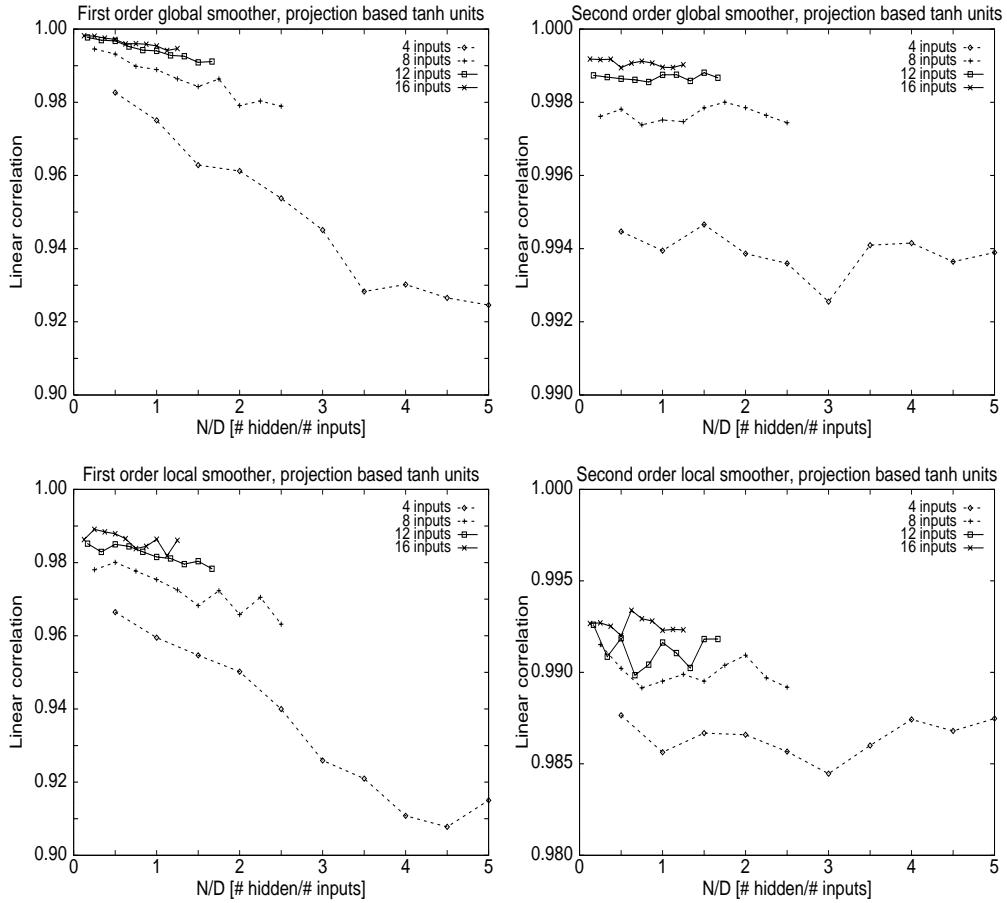 First order global smoother, projection based tanh units
1.00
0.98
0.96
0.94
0.92
0.90
Linear correlation
4 inputs
8 inputs
12 inputs
16 inputs
0 1 2 3 4 5
N/D [# hidden/# inputs]
Second order global smoother, projection based tanh units
1.000
0.998
0.996
0.994
0.992
0.990
Linear correlation
4 inputs
8 inputs
12 inputs
16 inputs
0 1 2 3 4 5
N/D [# hidden/# inputs]
First order local smoother, projection based tanh units
1.00
0.98
0.96
0.94
0.92
0.90
Linear correlation
4 inputs
8 inputs
12 inputs
16 inputs
0 1 2 3 4 5
N/D [# hidden/# inputs]
Second order local smoother, projection based tanh units
1.000
0.995
0.990
0.985
0.980
Linear correlation
4 inputs
8 inputs
12 inputs
16 inputs
0 1 2 3 4 5
N/D [# hidden/# inputs]